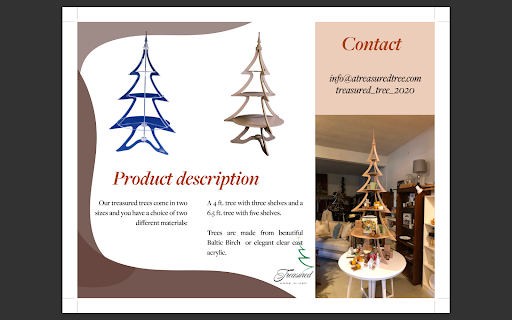 Contact
info@atreasuredtree.com
treasured_tree_2020
Product description
Our treasured trees come in two
sizes and you have a choice of two
different materials:
A 4 ft. tree with three shelves and a
6.5 ft. tree with five shelves.
Trees are made from beautiful
Baltic Birch or elegant clear cast
acrylic.
Treasured